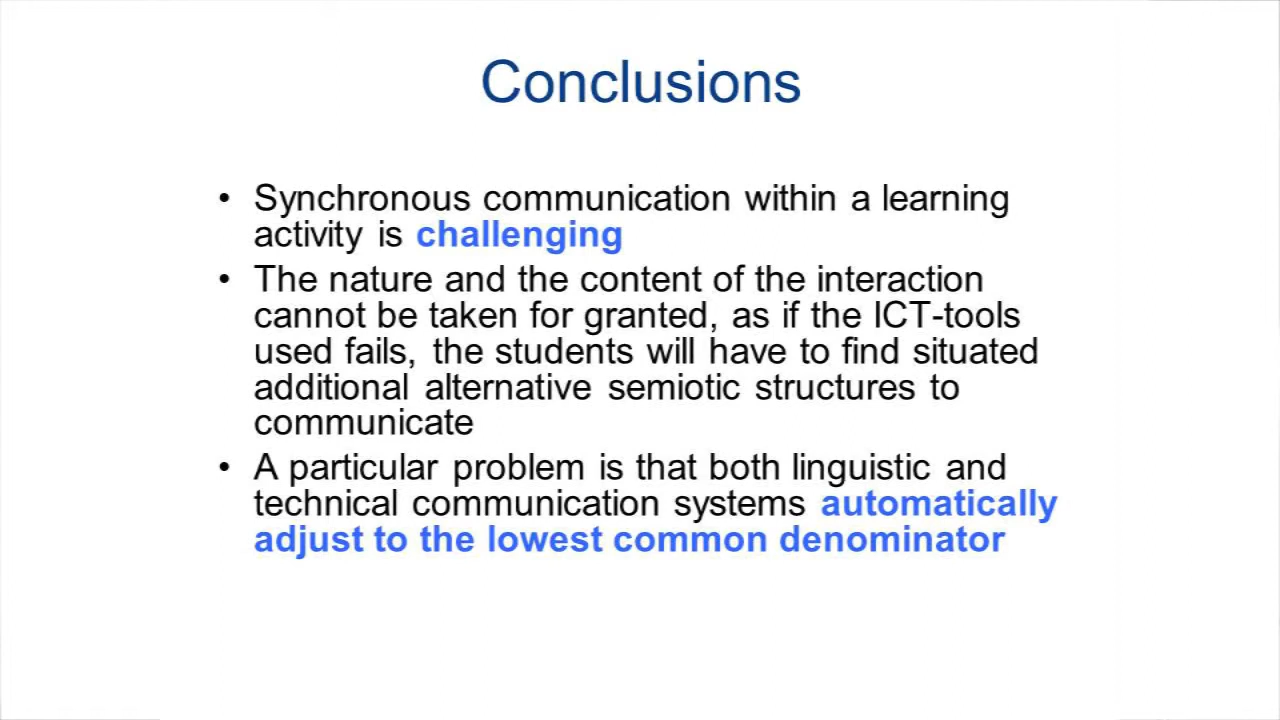 Conclusions
• Synchronous communication within a learning
activity is challenging
• The nature and the content of the interaction
cannot be taken for granted, as if the ICT-tools
used fails, the students will have to find situated
additional alternative semiotic structures to
communicate
• A particular problem is that both linguistic and
technical communication systems automatically
adjust to the lowest common denominator